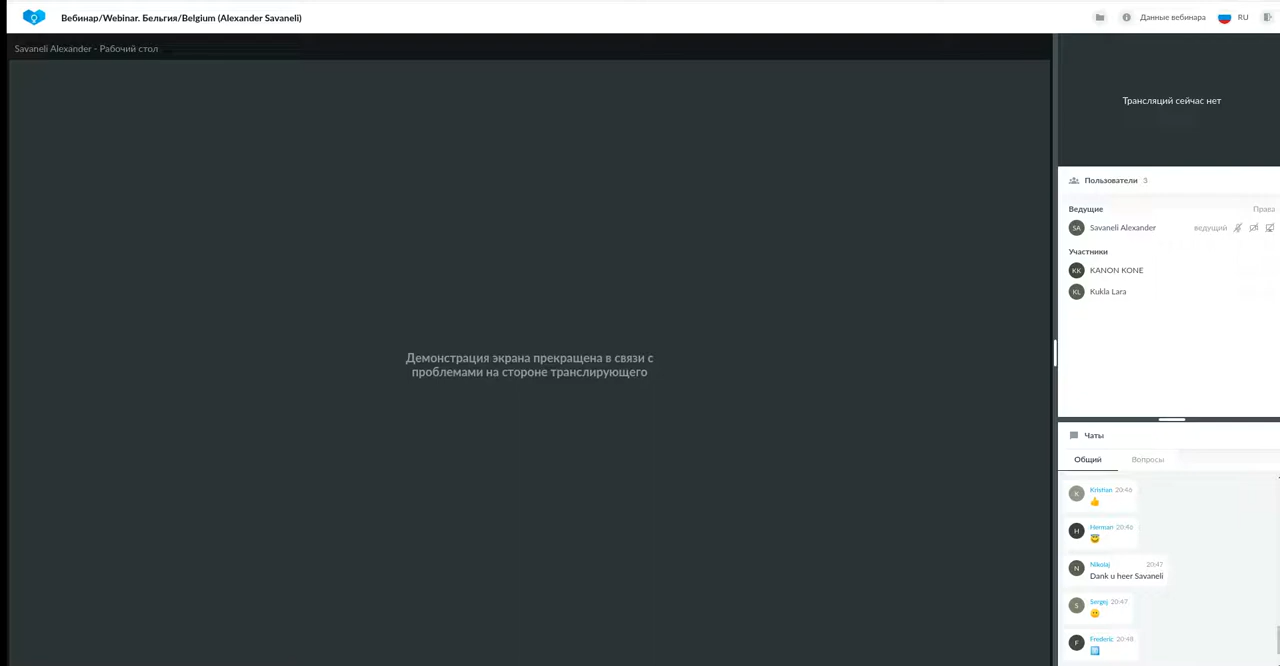 Вебинар/Webinar. Бельгия/Belgium (Alexander Savaneli)
Данные вебинара
RU
Savaneli Alexander - Рабочий стол
Демонстрация экрана прекращена в связи с
проблемами на стороне транслирующего
Трансляций сейчас нет
Пользователи 3
Ведущие
Права
SA Savaneli Alexander
ведущий
Участники
KK KANON KONE
KL Kukla Lara
Чаты
Общий
Вопросы
K Kristian 20:46
H Herman 20:46
N Nikolaj 20:47
Dank u heer Savaneli
S Sergej 20:47
F Frederic 20:48